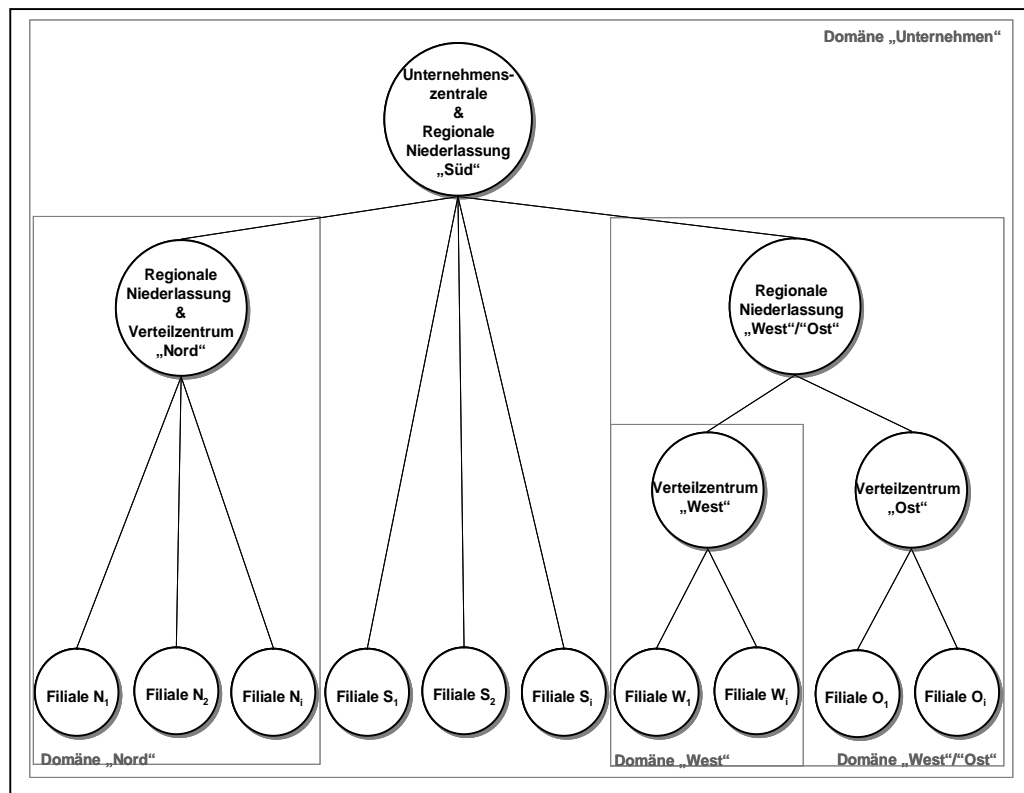 Domäne „Unternehmen“
Unternehmens-
zentrale
&
Regionale
Niederlassung
„Süd“
Regionale
Niederlassung
&
Verteilzentrum
„Nord“
Regionale
Niederlassung
„West“/“Ost“
Verteilzentrum
„West“
Verteilzentrum
„Ost“
Filiale N1
Filiale N2
Filiale Ni
Filiale S1
Filiale S2
Filiale Si
Filiale W1
Filiale Wi
Filiale O1
Filiale Oi
Domäne „Nord“
Domäne „West“
Domäne „West“/“Ost“